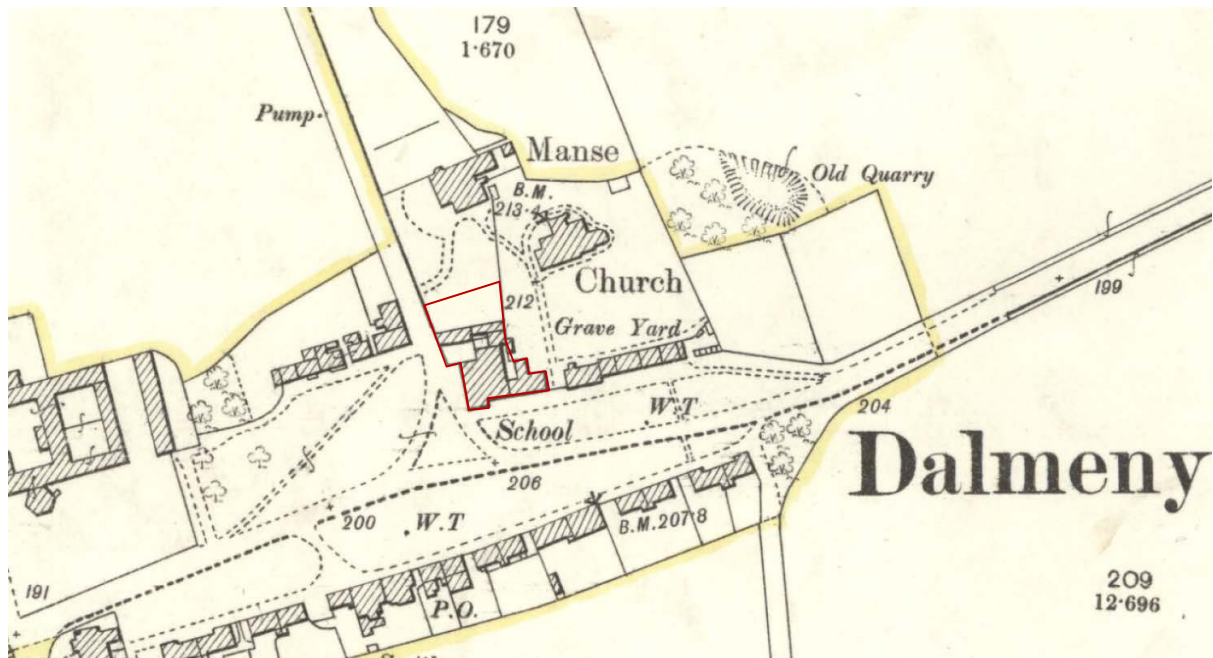 179
1·670
Pump
Manse
B.M.
213·4
Old Quarry
Church
212
199
Grave Yard
W.T
204
School
Dalmeny
206
200
W.T
B.M.207·8
209
12·696
191
P.O.